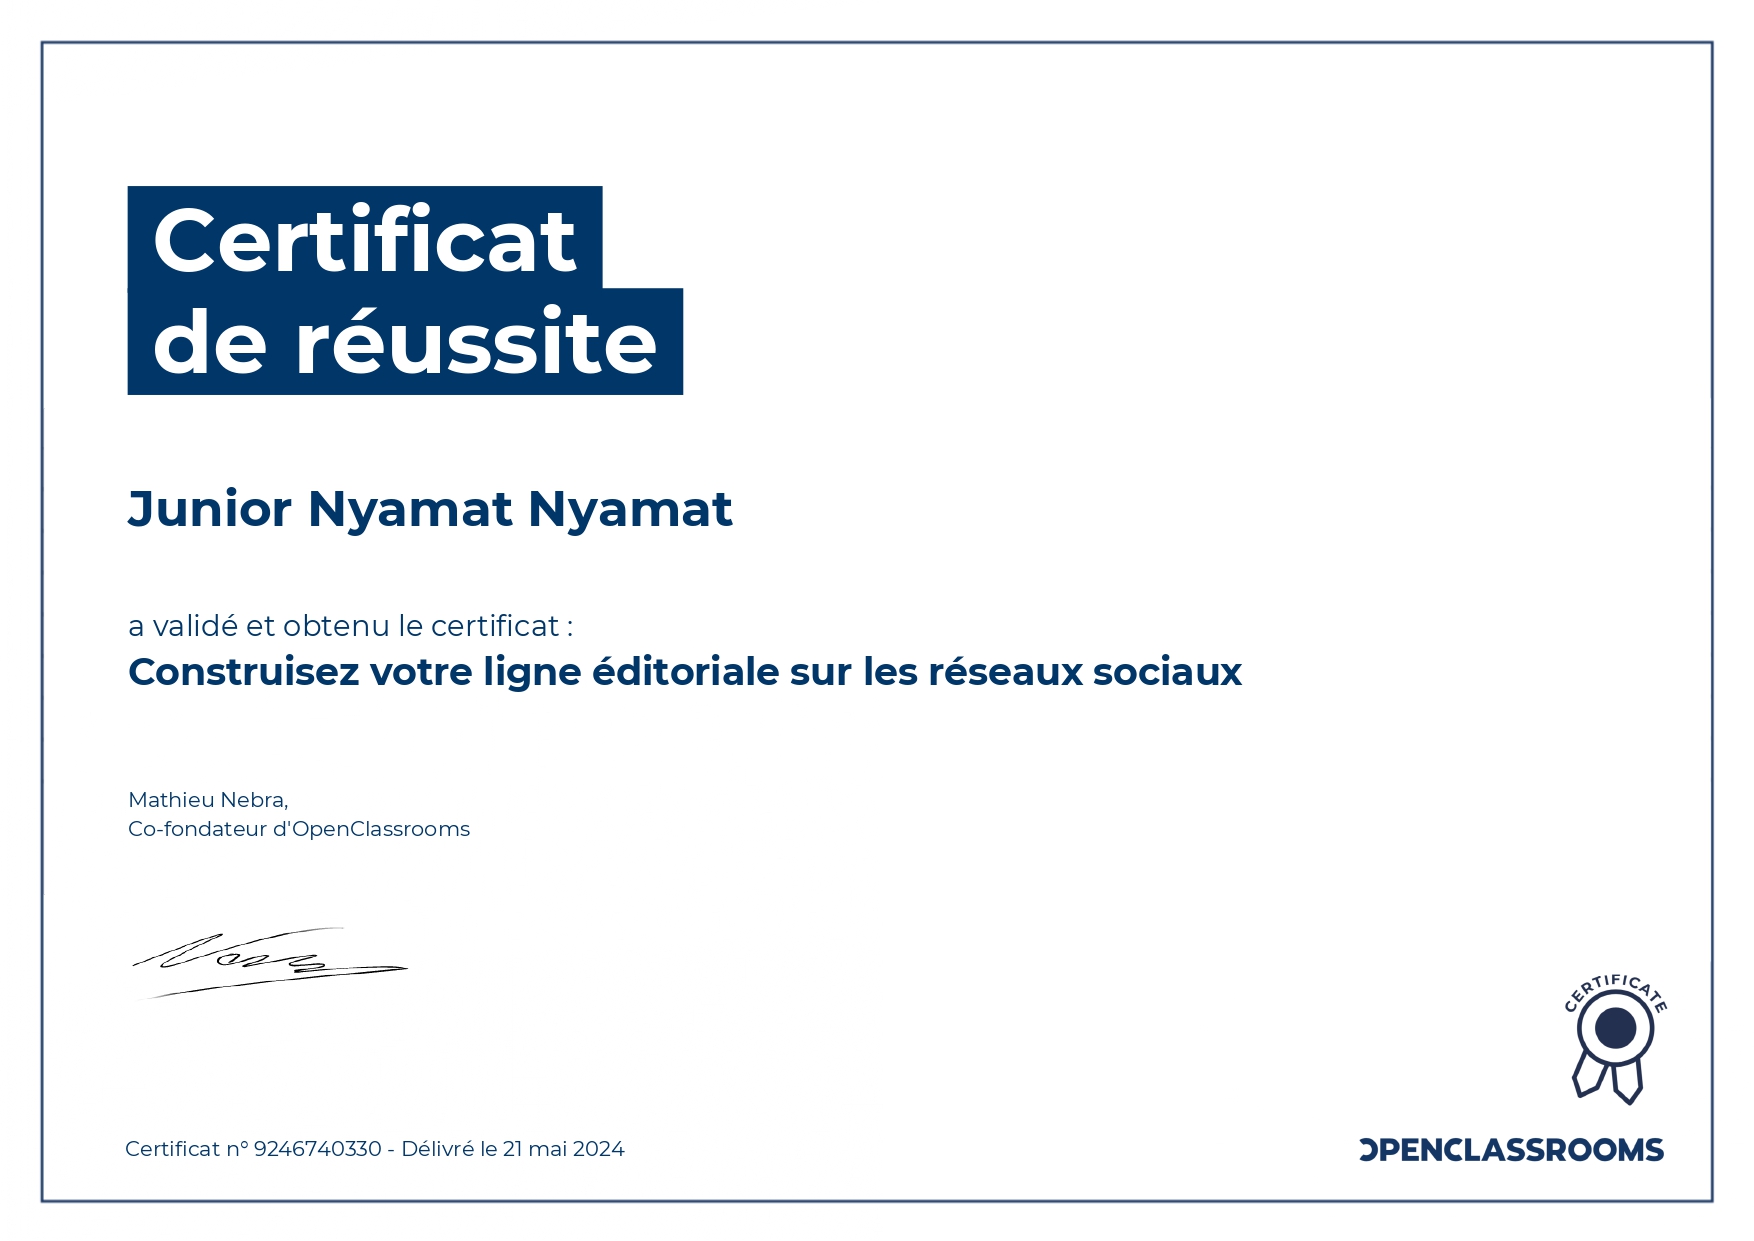 Certificat
de réussite
Junior Nyamat Nyamat
a validé et obtenu le certificat :
Construisez votre ligne éditoriale sur les réseaux sociaux
Mathieu Nebra,
Co-fondateur d'OpenClassrooms
CERTIFICATE
Certificat n° 9246740330 - Délivré le 21 mai 2024
OPENCLASSROOMS